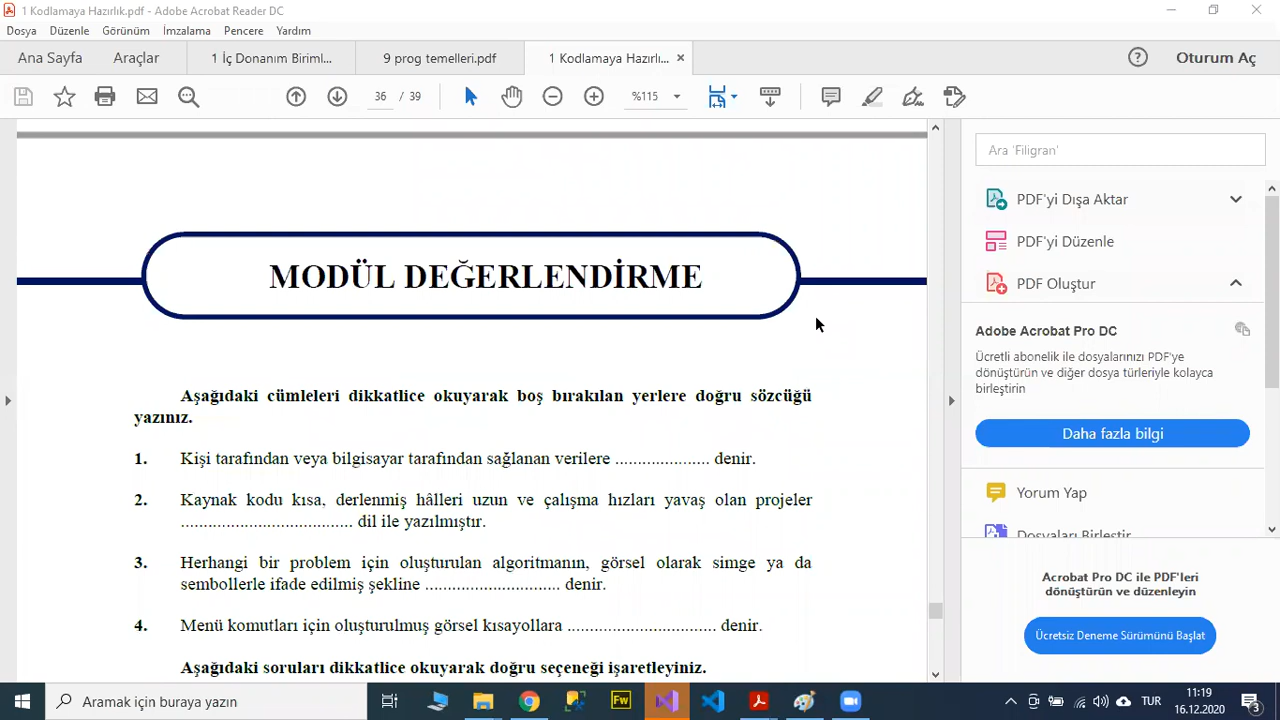 1 Kodlamaya Hazırlık.pdf - Adobe Acrobat Reader DC
Dosya Düzenle Görünüm İmzalama Pencere Yardım
Ana Sayfa Araçlar 1 İç Donanım Biriml... 9 prog temelleri.pdf 1 Kodlamaya Hazırlı... × Oturum Aç
36 / 39 %115
Ara 'Filigran'
PDF'yi Dışa Aktar
PDF'yi Düzenle
PDF Oluştur
Adobe Acrobat Pro DC
Ücretli abonelik ile dosyalarınızı PDF'ye
dönüştürün ve diğer dosya türleriyle kolayca
birleştirin
Daha fazla bilgi
Yorum Yap
Dosyaları Birleştir
Acrobat Pro DC ile PDF'leri
dönüştürün ve düzenleyin
Ücretsiz Deneme Sürümünü Başlat
MODÜL DEĞERLENDİRME
Aşağıdaki cümleleri dikkatlice okuyarak boş bırakılan yerlere doğru sözcüğü
yazınız.
1. Kişi tarafından veya bilgisayar tarafından sağlanan verilere ..................... denir.
2. Kaynak kodu kısa, derlenmiş hâlleri uzun ve çalışma hızları yavaş olan projeler
...................................... dil ile yazılmıştır.
3. Herhangi bir problem için oluşturulan algoritmanın, görsel olarak simge ya da
sembollerle ifade edilmiş şekline .............................. denir.
4. Menü komutları için oluşturulmuş görsel kısayollara ................................. denir.
Aşağıdaki soruları dikkatlice okuyarak doğru seçeneği işaretleyiniz.
Aramak için buraya yazın
Fw
TUR
11:19
16.12.2020
3